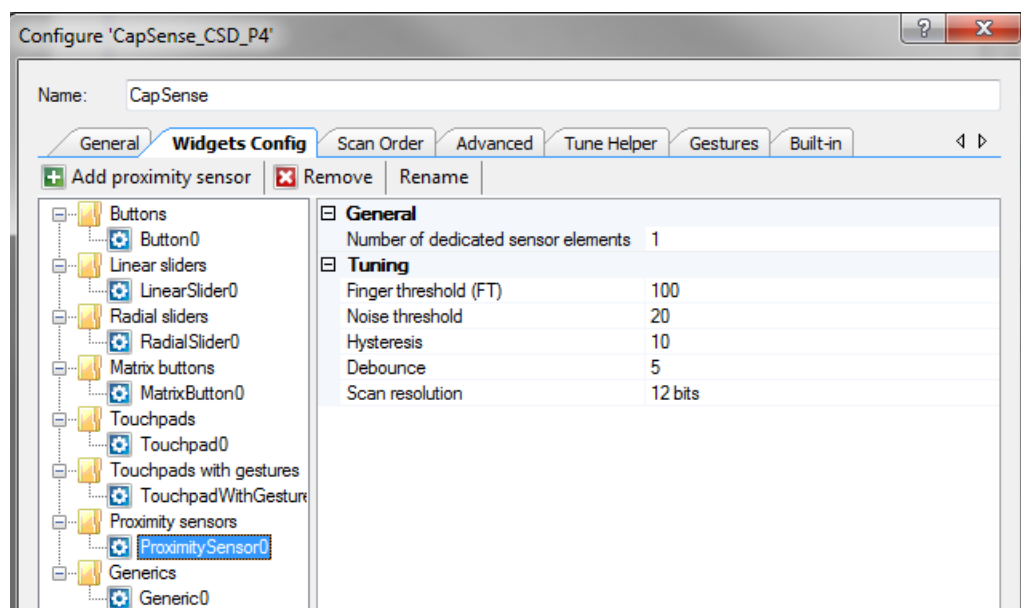 Configure 'CapSense_CSD_P4'
?
X
Name: CapSense
General Widgets Config Scan Order Advanced Tune Helper Gestures Built-in
Add proximity sensor Remove Rename
Buttons
Button0
Linear sliders
LinearSlider0
Radial sliders
RadialSlider0
Matrix buttons
MatrixButton0
Touchpads
Touchpad0
Touchpads with gestures
TouchpadWithGesture
Proximity sensors
ProximitySensor0
Generics
Generic0
General
Number of dedicated sensor elements 1
Tuning
Finger threshold (FT) 100
Noise threshold 20
Hysteresis 10
Debounce 5
Scan resolution 12 bits